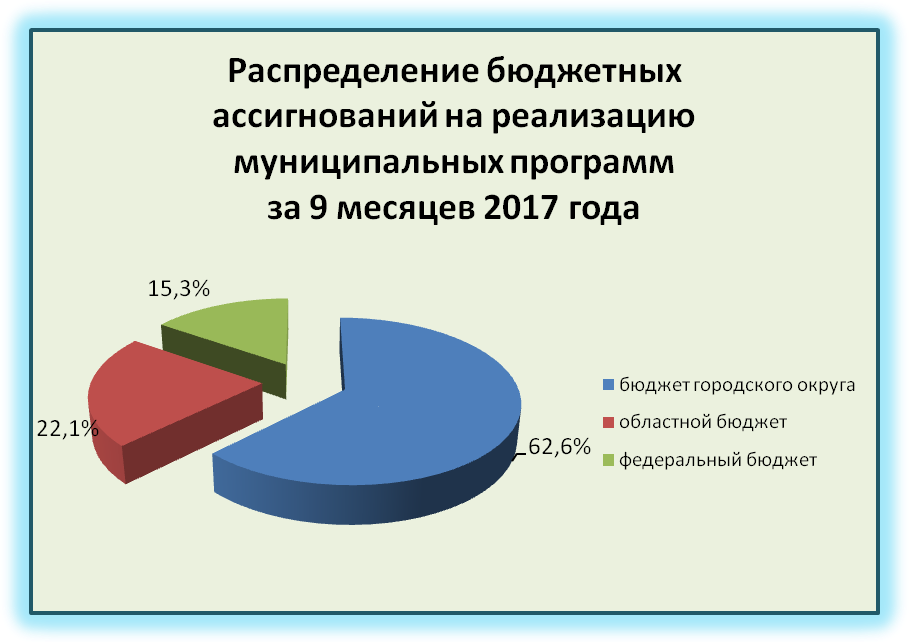 Распределение бюджетных
ассигнований на реализацию
муниципальных программ
за 9 месяцев 2017 года
15,3%
22,1%
62,6%
бюджет городского округа
областной бюджет
федеральный бюджет